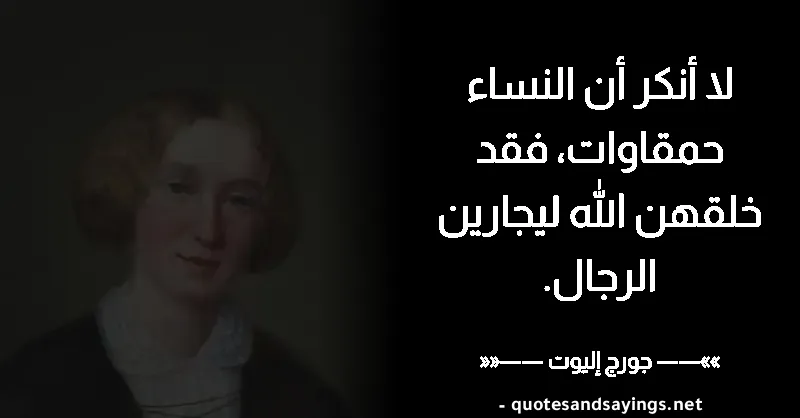 لا أنكر أن النساء
حمقاوات، فقد
خلقهن الله ليجارين
الرجال.
»»—— جورج إليوت ——««
- quotesandsayings.net